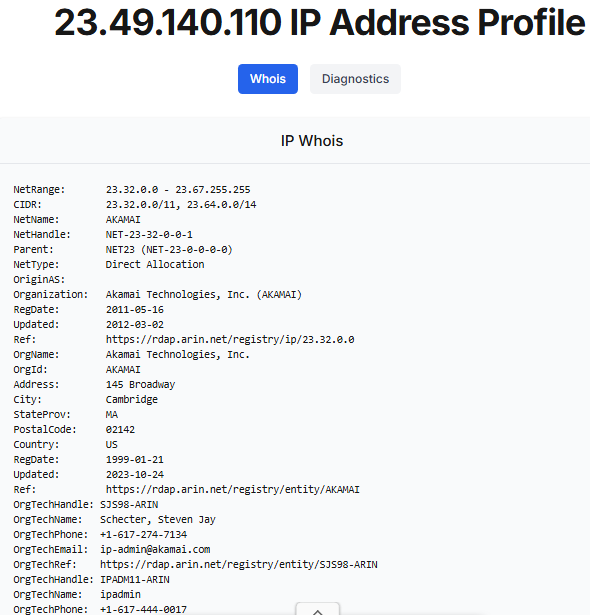 23.49.140.110 IP Address Profile
Whois Diagnostics
IP Whois
NetRange: 23.32.0.0 - 23.67.255.255
CIDR: 23.32.0.0/11, 23.64.0.0/14
NetName: AKAMAI
NetHandle: NET-23-32-0-0-1
Parent: NET23 (NET-23-0-0-0-0)
NetType: Direct Allocation
OriginAS:
Organization: Akamai Technologies, Inc. (AKAMAI)
RegDate: 2011-05-16
Updated: 2012-03-02
Ref: https://rdap.arin.net/registry/ip/23.32.0.0
OrgName: Akamai Technologies, Inc.
OrgId: AKAMAI
Address: 145 Broadway
City: Cambridge
StateProv: MA
PostalCode: 02142
Country: US
RegDate: 1999-01-21
Updated: 2023-10-24
Ref: https://rdap.arin.net/registry/entity/AKAMAI
OrgTechHandle: SJS98-ARIN
OrgTechName: Schecter, Steven Jay
OrgTechPhone: +1-617-274-7134
OrgTechEmail: ip-admin@akamai.com
OrgTechRef: https://rdap.arin.net/registry/entity/SJS98-ARIN
OrgTechHandle: IPADM11-ARIN
OrgTechName: ipadmin
OrgTechPhone: +1-617-444-0017